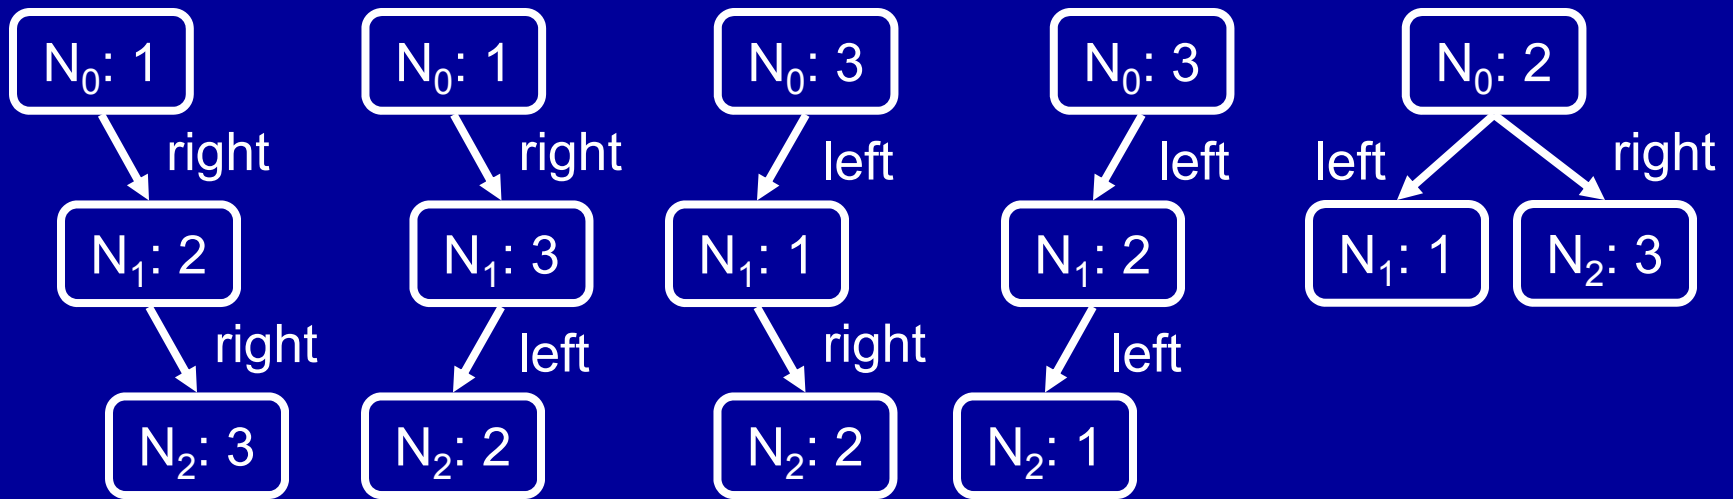 N₀: 1 N₀: 1 N₀: 3 N₀: 3 N₀: 2
right right left left left right
N₁: 2 N₁: 3 N₁: 1 N₁: 2 N₁: 1 N₂: 3
right left right left
N₂: 3 N₂: 2 N₂: 2 N₂: 1